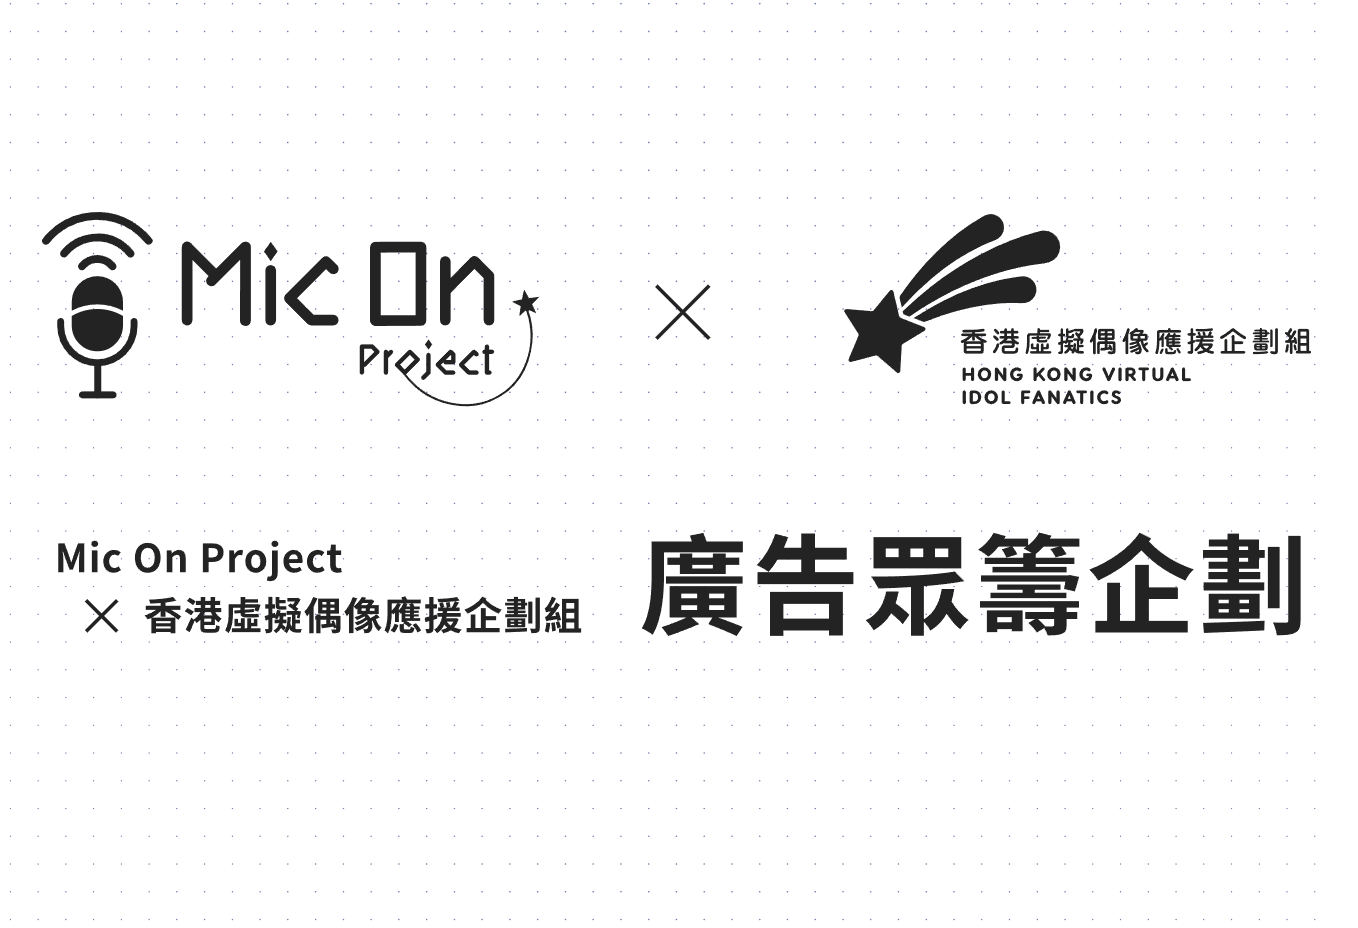 Mic On
Project
香港虛擬偶像應援企劃組
HONG KONG VIRTUAL
IDOL FANATICS
Mic On Project
× 香港虛擬偶像應援企劃組
廣告眾籌企劃